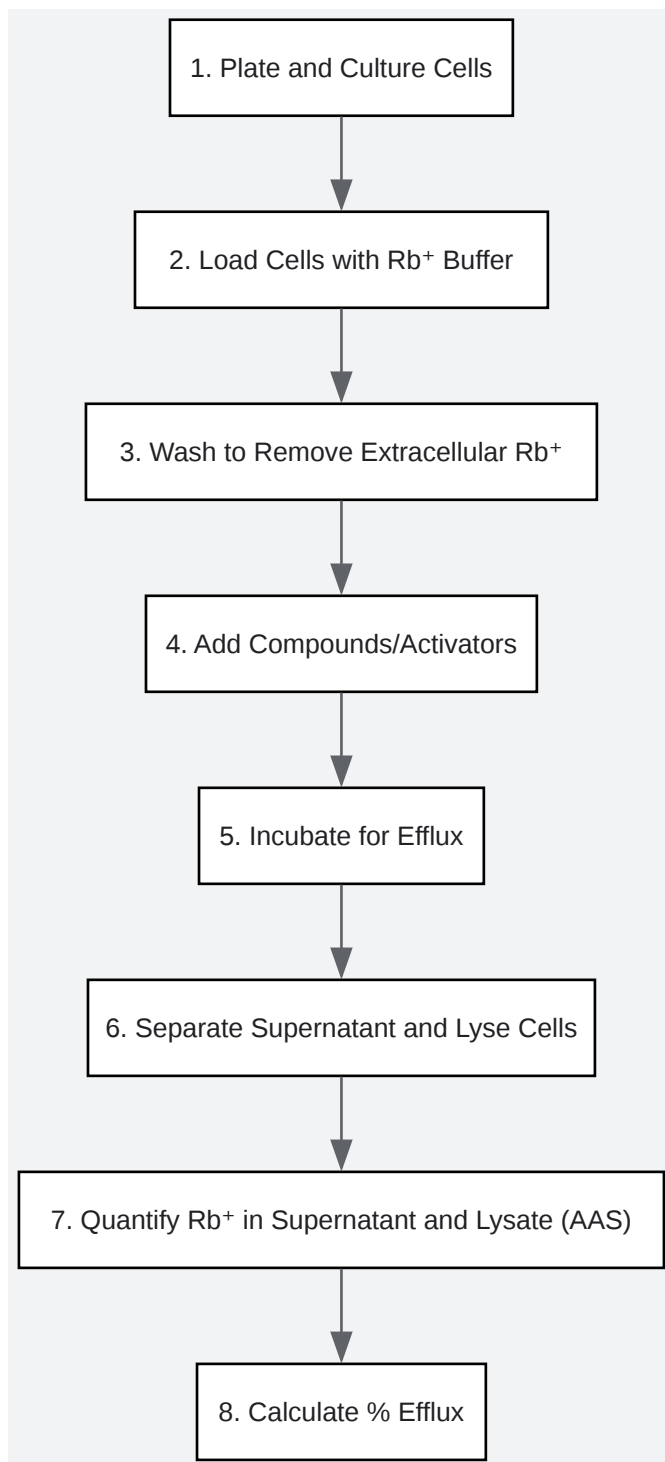 1. Plate and Culture Cells
2. Load Cells with Rb⁺ Buffer
3. Wash to Remove Extracellular Rb⁺
4. Add Compounds/Activators
5. Incubate for Efflux
6. Separate Supernatant and Lyse Cells
7. Quantify Rb⁺ in Supernatant and Lysate (AAS)
8. Calculate % Efflux